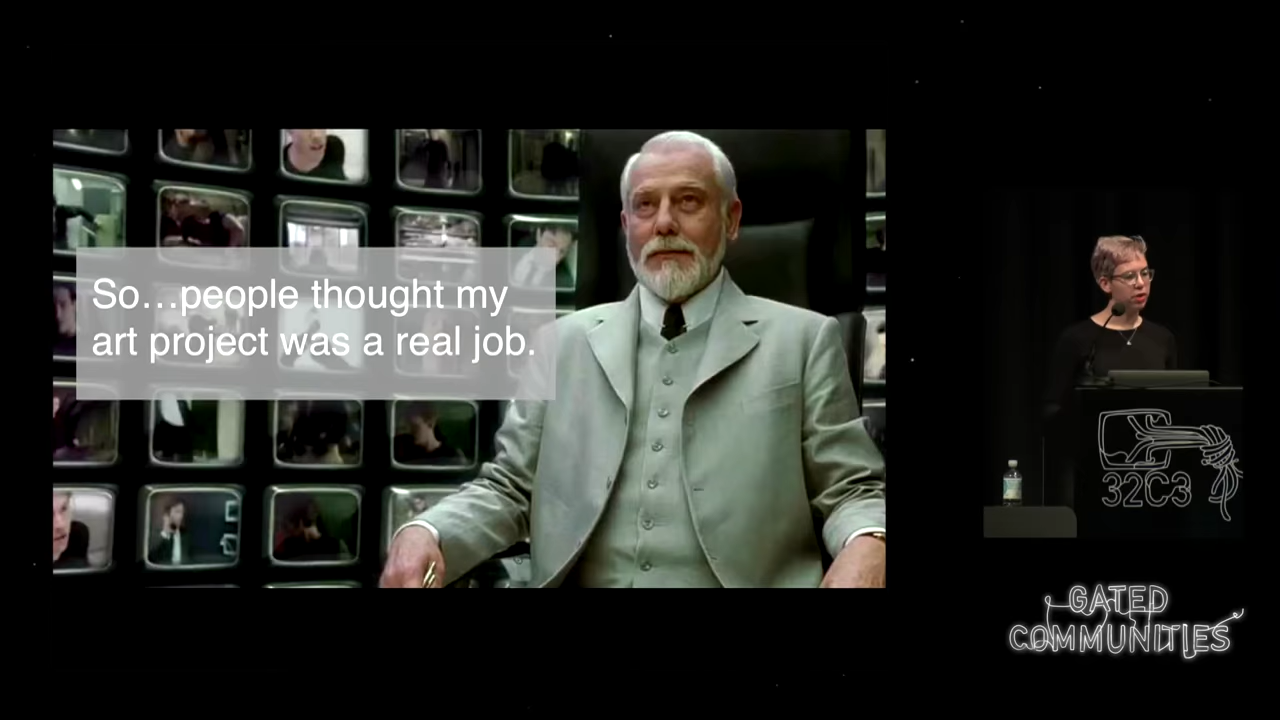 So…people thought my
art project was a real job.
32C3
GATED
COMMUNITIES